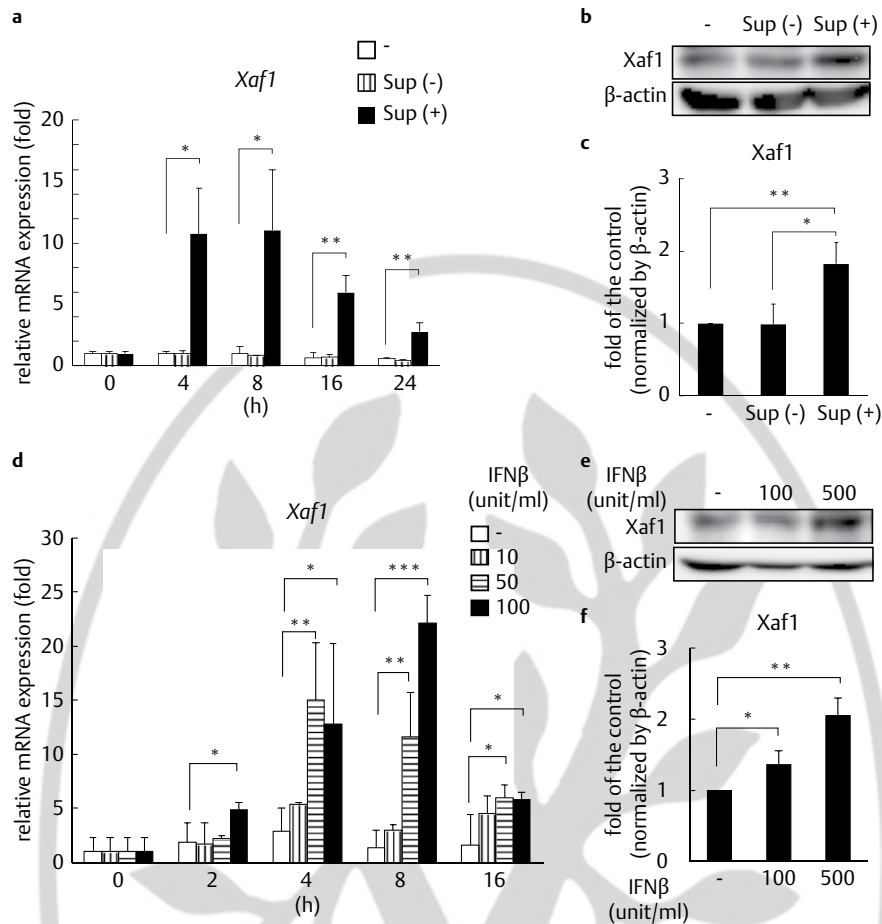 a
Xaf1
-
Sup (-)
Sup (+)
relative mRNA expression (fold)
20
15
10
5
0
*
*
* *
* *
0 4 8 16 24
(h)
b
- Sup (-) Sup (+)
Xaf1
β-actin
c
Xaf1
fold of the control
(normalized by β-actin)
3
2
1
0
* *
*
- Sup (-) Sup (+)
d
Xaf1
IFNβ
(unit/ml)
-
10
50
100
relative mRNA expression (fold)
30
25
20
15
10
5
0
*
*
* *
* * *
* *
*
*
0 2 4 8 16
(h)
e
IFNβ
(unit/ml) - 100 500
Xaf1
β-actin
f
Xaf1
fold of the control
(normalized by β-actin)
3
2
1
0
* *
*
IFNβ
(unit/ml) - 100 500